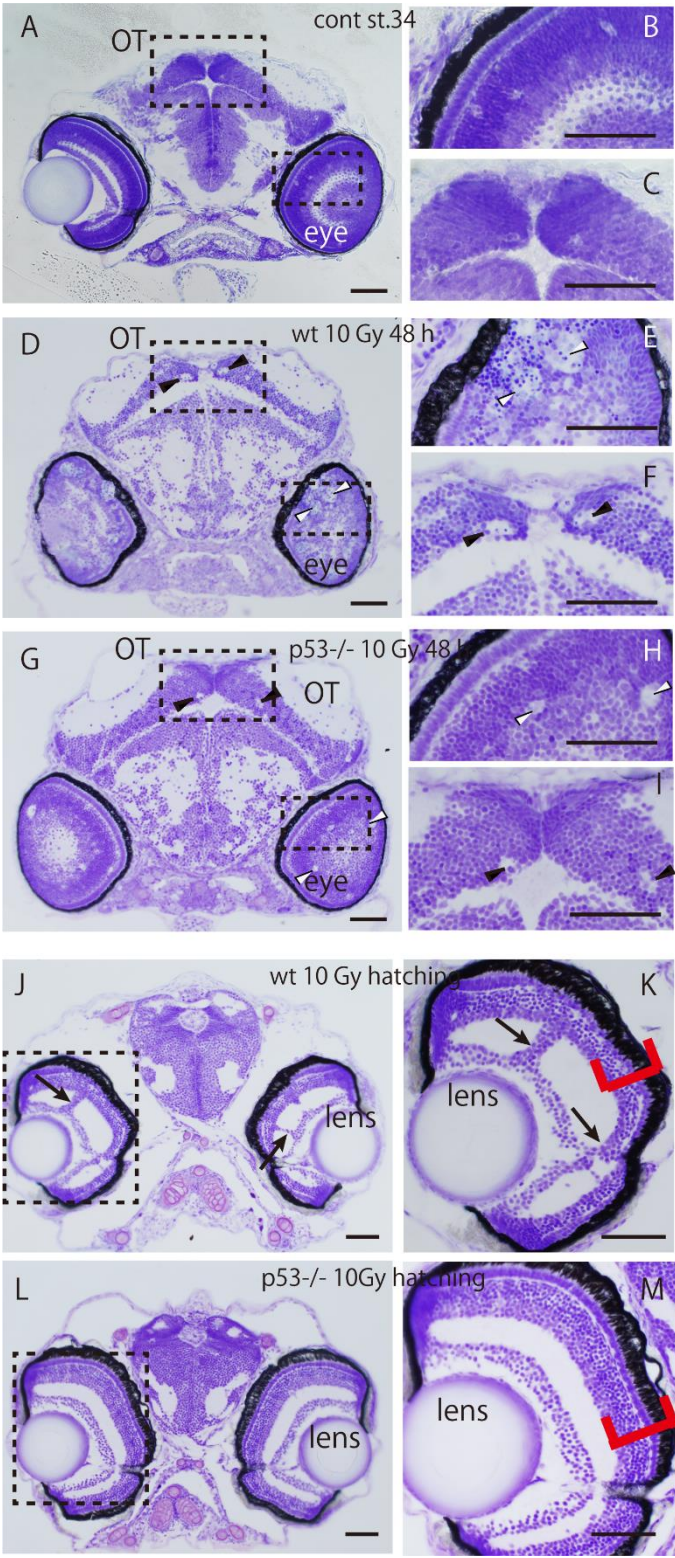 A
OT
cont st.34
eye
B
C
D
OT
wt 10 Gy 48 h
eye
E
F
G
OT
p53-/- 10 Gy 48 h
OT
eye
H
I
J
wt 10 Gy hatching
lens
K
lens
L
p53-/- 10Gy hatching
lens
M
lens